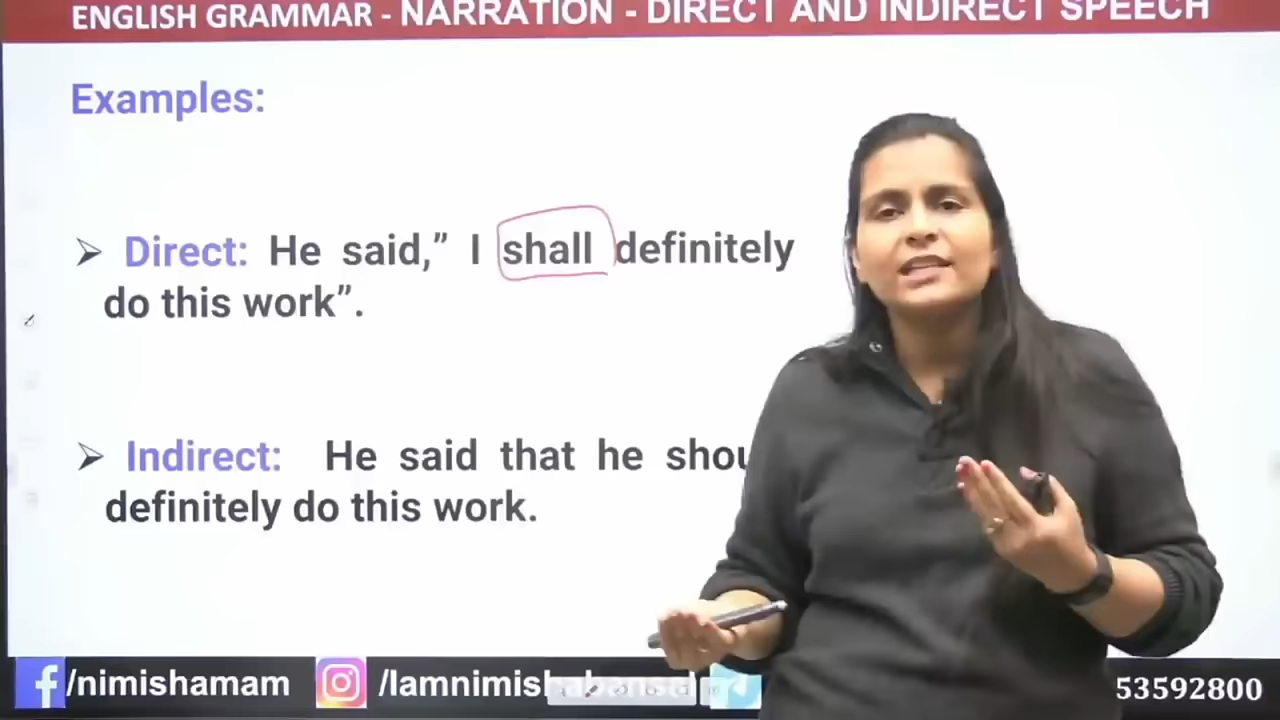 ENGLISH GRAMMAR - NARRATION - DIRECT AND INDIRECT SPEECH
Examples:
➢ Direct: He said,” I shall definitely
do this work”.
➢ Indirect: He said that he shou
definitely do this work.
/nimishamam
/Iamnimishabansal
53592800